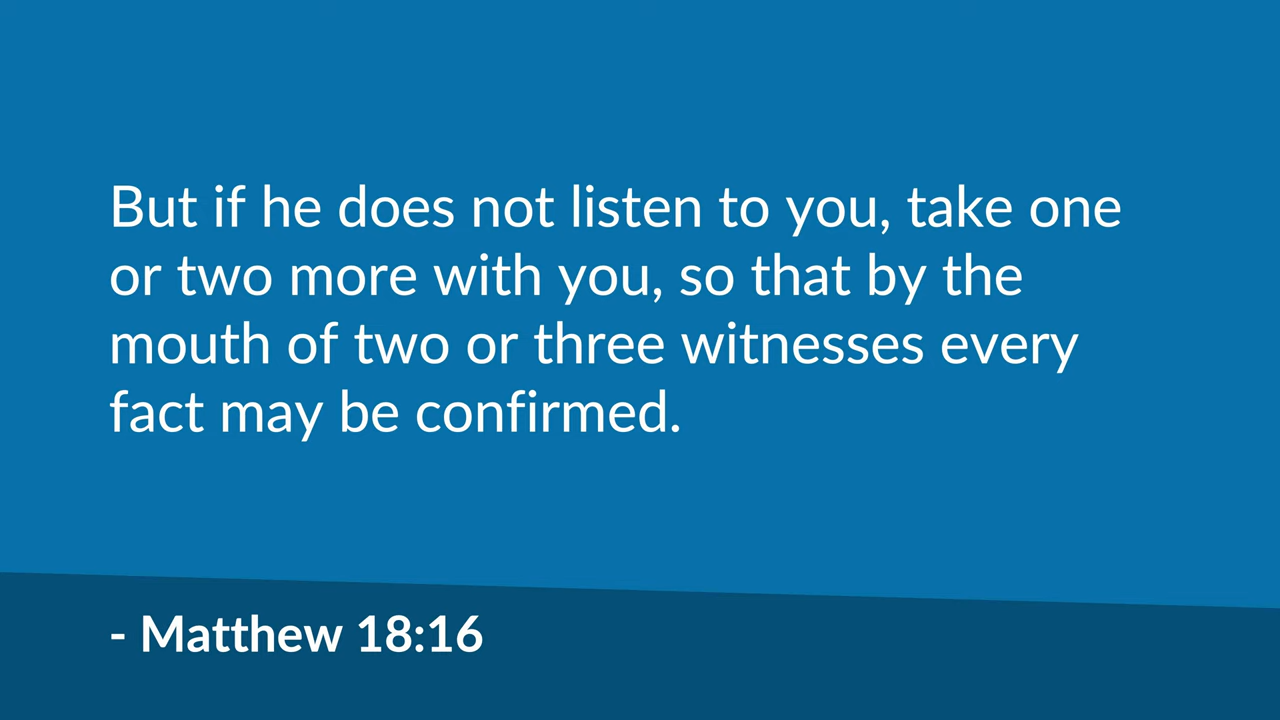 But if he does not listen to you, take one
or two more with you, so that by the
mouth of two or three witnesses every
fact may be confirmed.
- Matthew 18:16